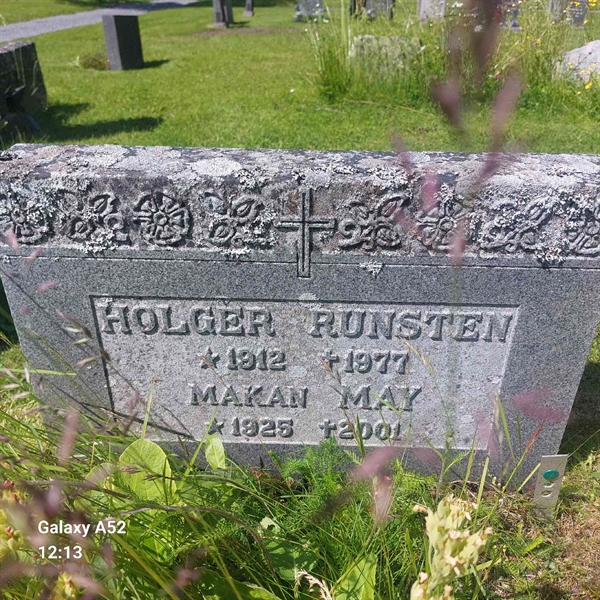 HOLGER RUNSTEN
★1912 ✝1977
MAKAN MAY
★1925 ✝2001
Galaxy A52
12:13